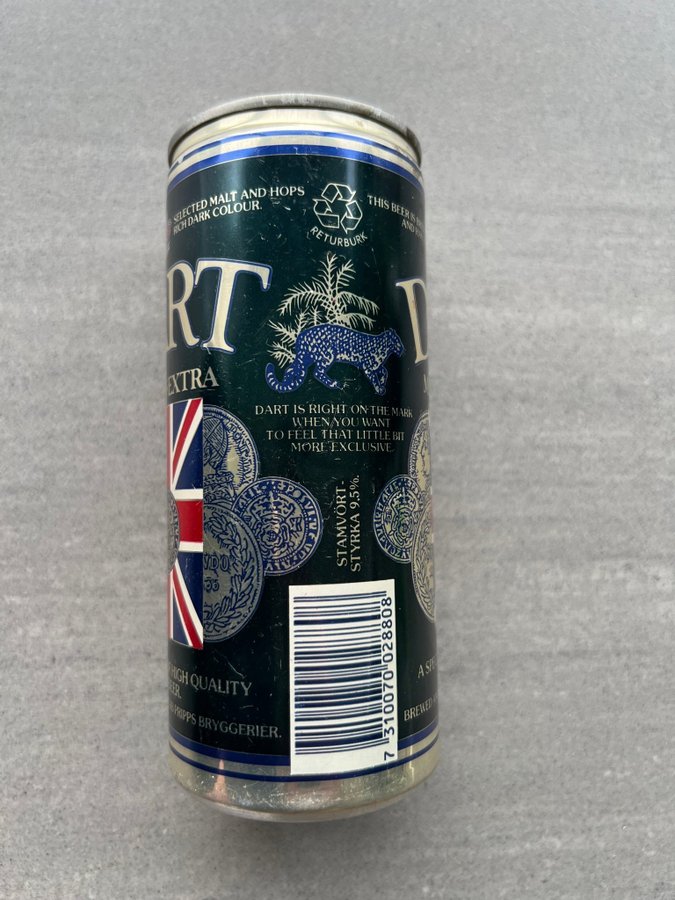 SELECTED MALT AND HOPS
RICH DARK COLOUR.
RETURBURK
THIS BEER IS
AND
RT
EXTRA
D
DART IS RIGHT ON THE MARK
WHEN YOU WANT
TO FEEL THAT LITTLE BIT
MORE EXCLUSIVE.
STAMVÖRT-
STYRKA 9,5%.
HIGH QUALITY
PRIPPS BRYGGERIER.
A
BREWED
7 310070 028808